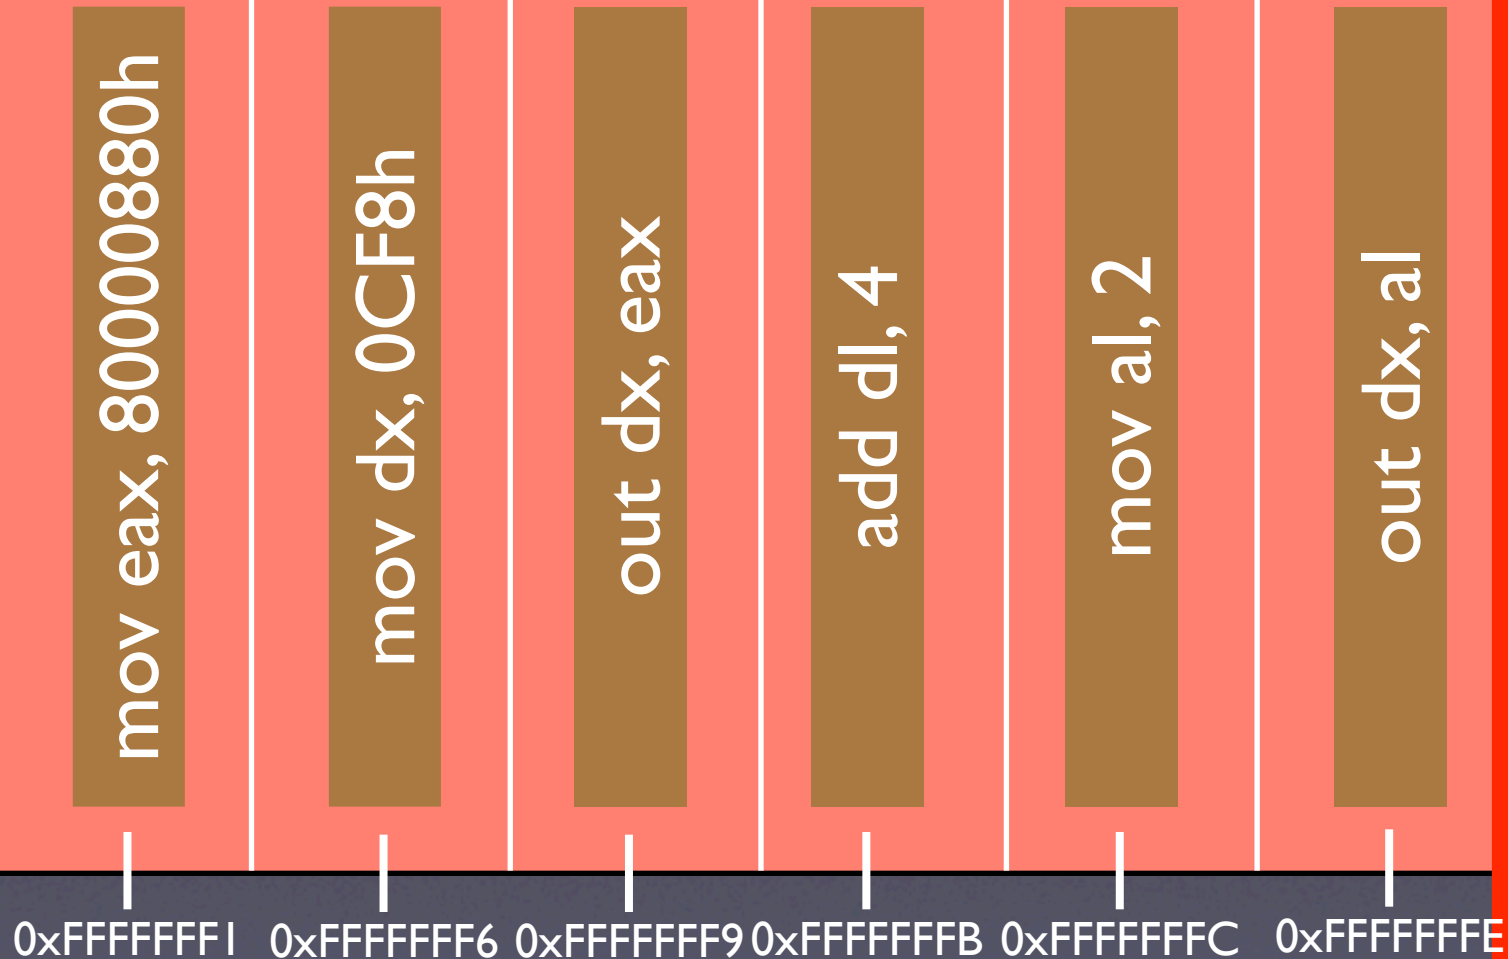 mov eax, 80000880h
mov dx, 0CF8h
out dx, eax
add dl, 4
mov al, 2
out dx, al
0xFFFFFFF1
0xFFFFFFF6
0xFFFFFFF9
0xFFFFFFFB
0xFFFFFFFC
0xFFFFFFFE